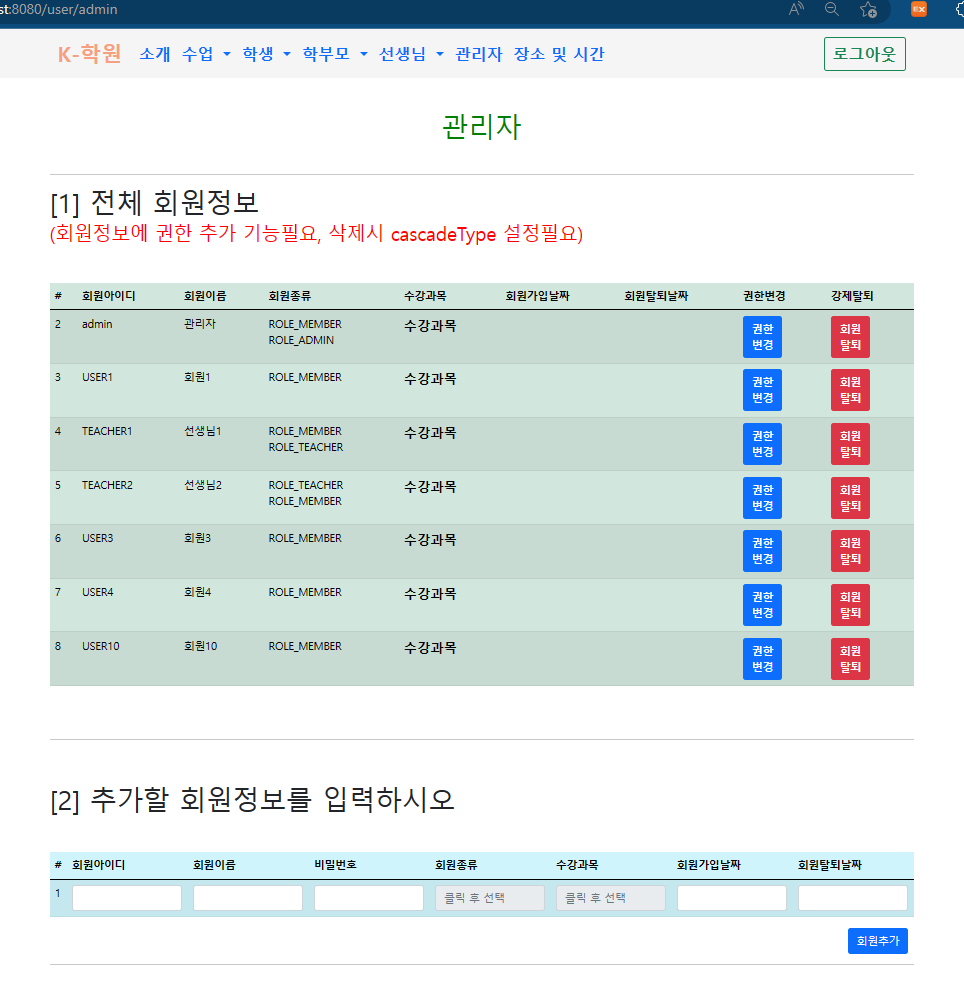 st:8080/user/admin
K-학원 소개 수업 학생 학부모 선생님 관리자 장소 및 시간 로그아웃
관리자
[1] 전체 회원정보
(회원정보에 권한 추가 기능필요, 삭제시 cascadeType 설정필요)
# 회원아이디 회원이름 회원종류 수강과목 회원가입날짜 회원탈퇴날짜 권한변경 강제탈퇴
2 admin 관리자 ROLE_MEMBER 수강과목 권한 회원
ROLE_ADMIN 변경 탈퇴
3 USER1 회원1 ROLE_MEMBER 수강과목 권한 회원
변경 탈퇴
4 TEACHER1 선생님1 ROLE_MEMBER 수강과목 권한 회원
ROLE_TEACHER 변경 탈퇴
5 TEACHER2 선생님2 ROLE_TEACHER 수강과목 권한 회원
ROLE_MEMBER 변경 탈퇴
6 USER3 회원3 ROLE_MEMBER 수강과목 권한 회원
변경 탈퇴
7 USER4 회원4 ROLE_MEMBER 수강과목 권한 회원
변경 탈퇴
8 USER10 회원10 ROLE_MEMBER 수강과목 권한 회원
변경 탈퇴
[2] 추가할 회원정보를 입력하시오
# 회원아이디 회원이름 비밀번호 회원종류 수강과목 회원가입날짜 회원탈퇴날짜
1 클릭 후 선택 클릭 후 선택
회원추가